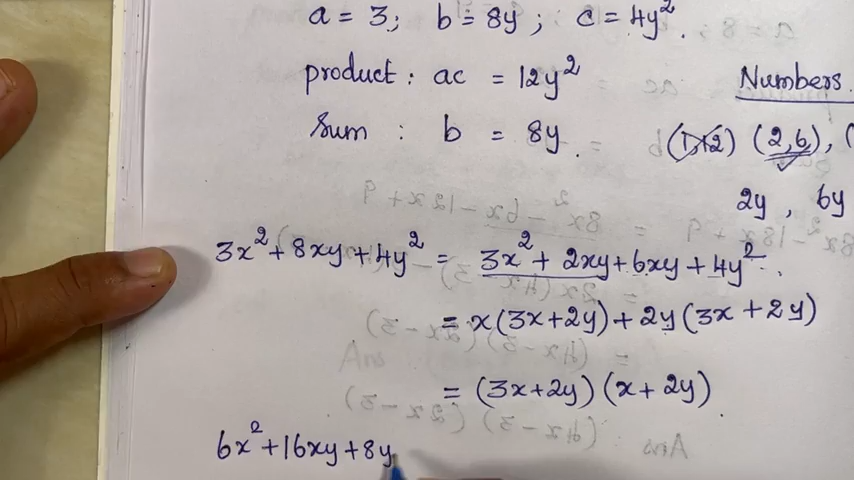 a = 3; b = 8y; c = 4y².
product: ac = 12y² Numbers.
Sum : b = 8y. (1,12) (2,6), (
2y, 6y
3x² + 8xy + 4y² = 3x² + 2xy + 6xy + 4y².
= x(3x+2y) + 2y(3x+2y)
= (3x+2y) (x+2y).
6x² + 16xy + 8y